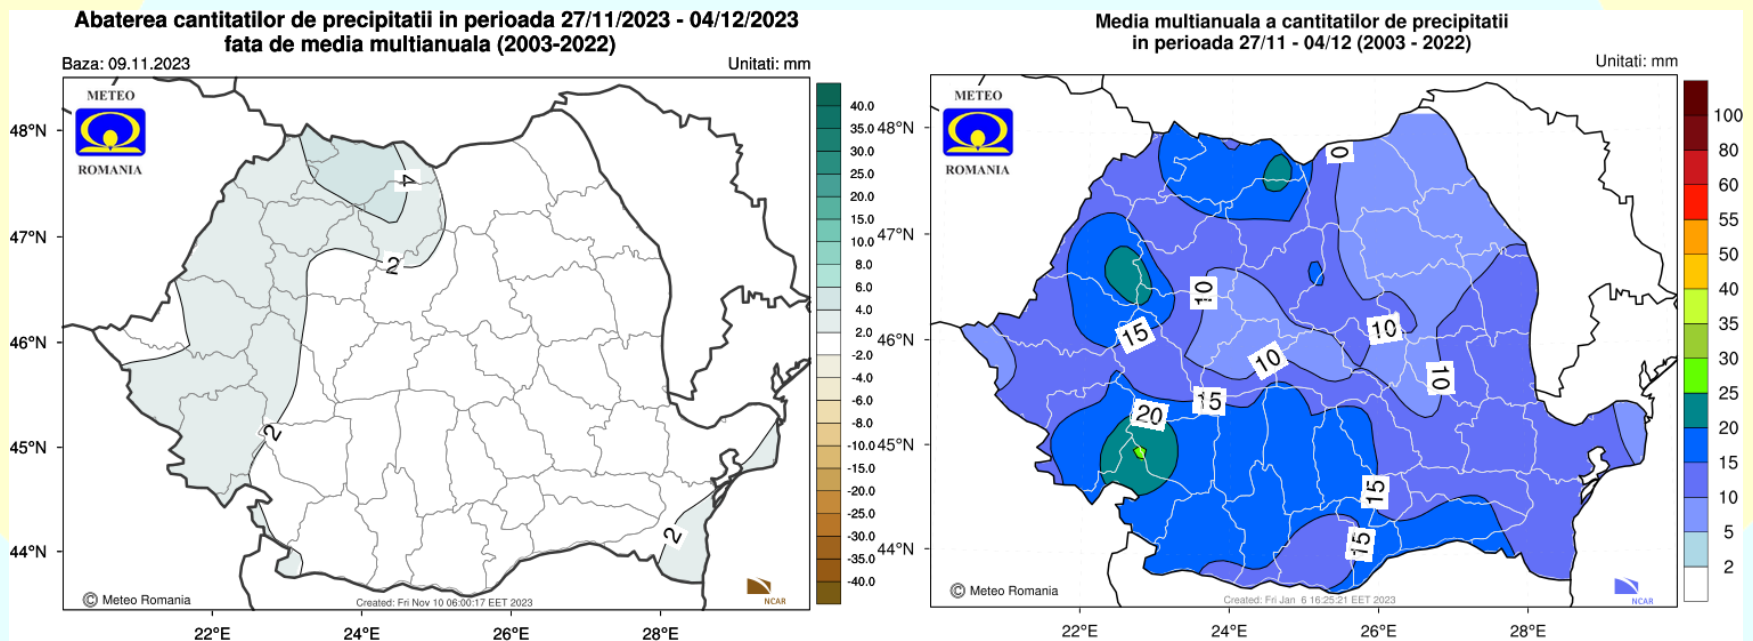 Abaterea cantitatilor de precipitatii in perioada 27/11/2023 - 04/12/2023
fata de media multianuala (2003-2022)
Baza: 09.11.2023
Unitati: mm
METEO
ROMANIA
48°N
47°N
46°N
45°N
44°N
4
2
2
2
40.0
35.0
30.0
25.0
20.0
15.0
10.0
8.0
6.0
4.0
2.0
-2.0
-4.0
-6.0
-8.0
-10.0
-15.0
-20.0
-25.0
-30.0
-35.0
-40.0
© Meteo Romania
Created: Fri Nov 10 06:00:17 EET 2023
NCAR
22°E
24°E
26°E
28°E
Media multianuala a cantitatilor de precipitatii
in perioada 27/11 - 04/12 (2003 - 2022)
Unitati: mm
METEO
ROMANIA
48°N
47°N
46°N
45°N
44°N
0
10
15
10
10
10
20
15
15
15
100
80
60
55
50
40
35
30
25
20
15
10
5
2
© Meteo Romania
Created: Fri Jan 6 16:25:21 EET 2023
NCAR
22°E
24°E
26°E
28°E